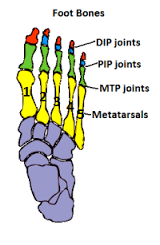 Foot Bones
DIP joints
PIP joints
MTP joints
1 2 3 4 5
Metatarsals